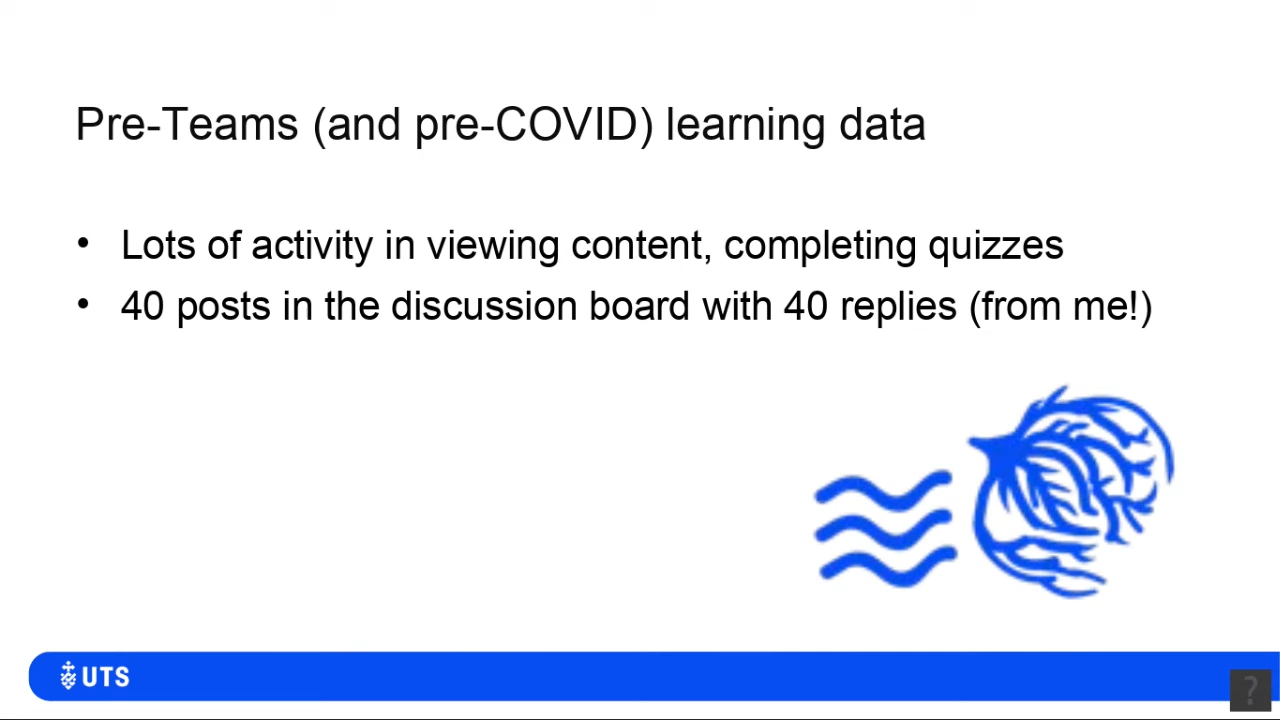 Pre-Teams (and pre-COVID) learning data
• Lots of activity in viewing content, completing quizzes
• 40 posts in the discussion board with 40 replies (from me!)
UTS
?